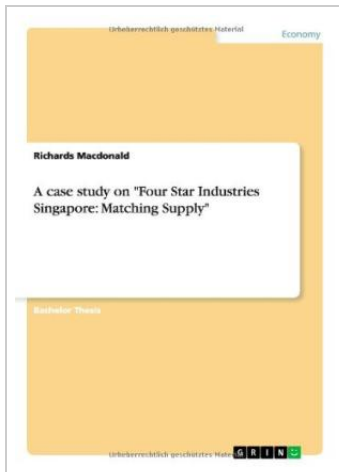 Urheberrechtlich geschütztes Material
Economy
Richards Macdonald
A case study on "Four Star Industries
Singapore: Matching Supply"
Bachelor Thesis
Urheberrechtlich geschütztes Material
GRIN